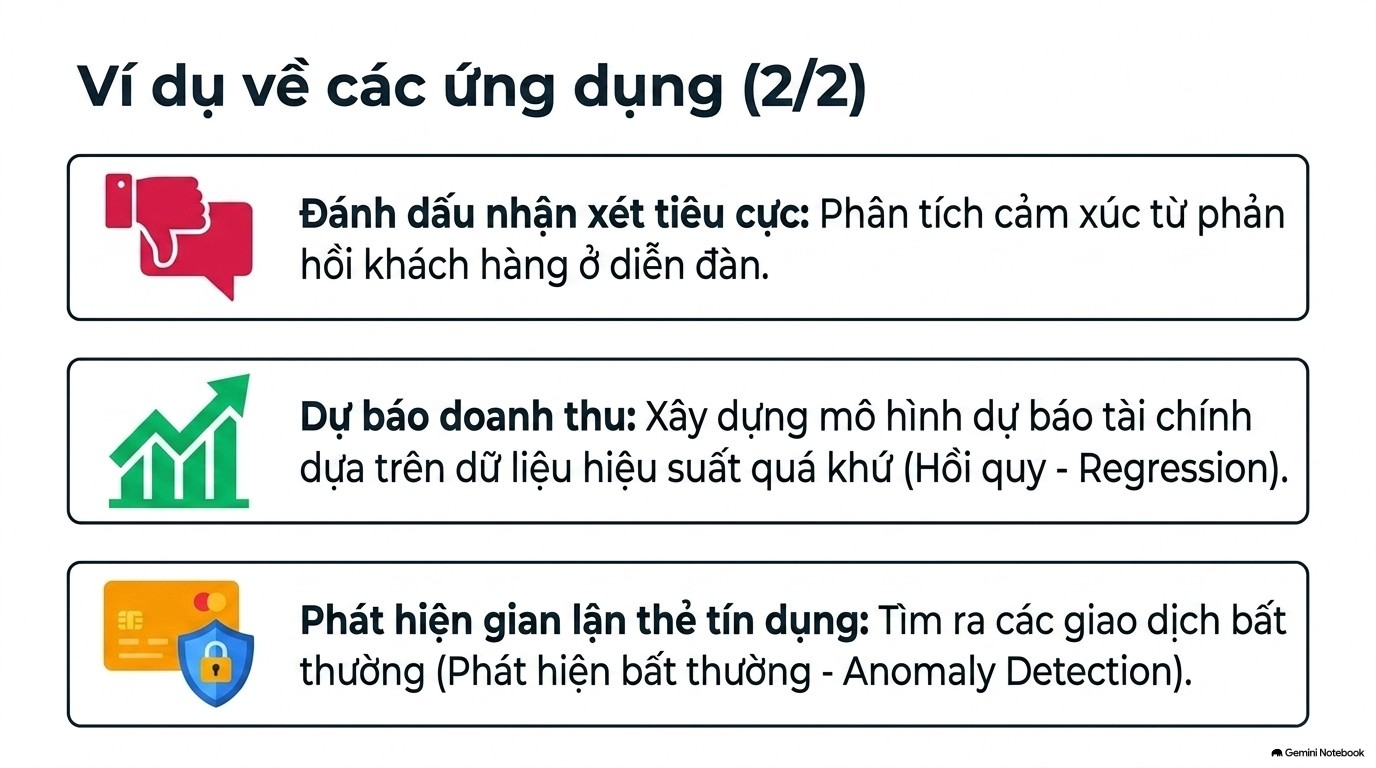 Ví dụ về các ứng dụng (2/2)
Đánh dấu nhận xét tiêu cực: Phân tích cảm xúc từ phản
hồi khách hàng ở diễn đàn.
Dự báo doanh thu: Xây dựng mô hình dự báo tài chính
dựa trên dữ liệu hiệu suất quá khứ (Hồi quy - Regression).
Phát hiện gian lận thẻ tín dụng: Tìm ra các giao dịch bất
thường (Phát hiện bất thường - Anomaly Detection).
Gemini Notebook